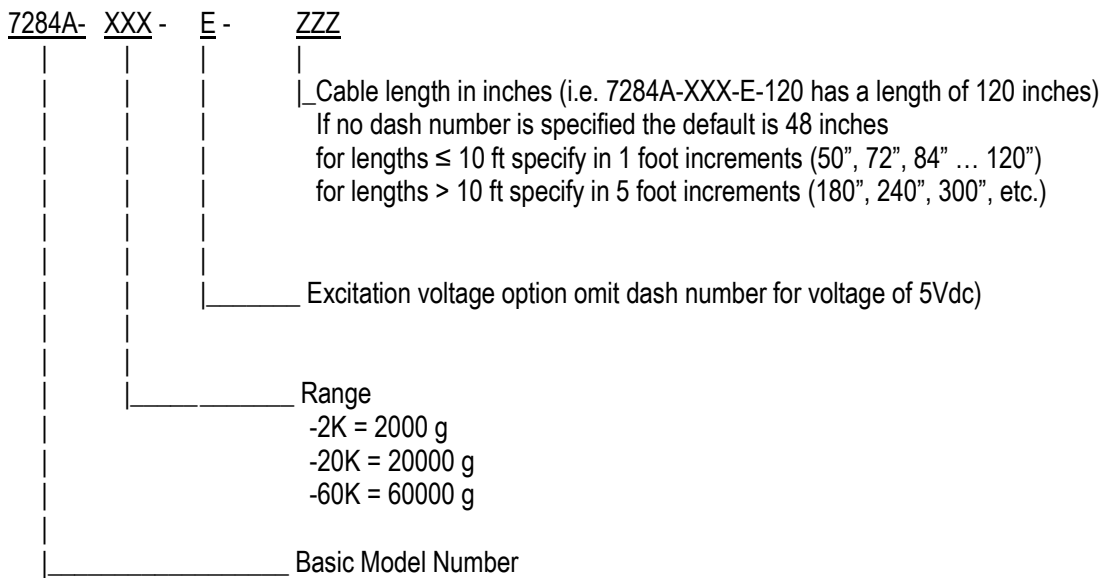 7284A- XXX - E - ZZZ
Cable length in inches (i.e. 7284A-XXX-E-120 has a length of 120 inches)
If no dash number is specified the default is 48 inches
for lengths ≤ 10 ft specify in 1 foot increments (50”, 72”, 84” … 120”)
for lengths > 10 ft specify in 5 foot increments (180”, 240”, 300”, etc.)
Excitation voltage option omit dash number for voltage of 5Vdc)
Range
-2K = 2000 g
-20K = 20000 g
-60K = 60000 g
Basic Model Number